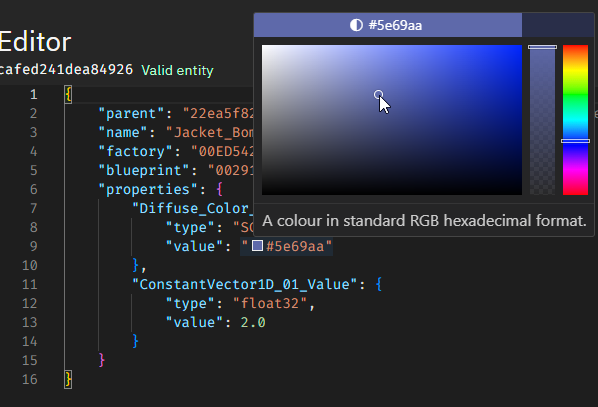 #5e69aa
Editor
cafed241dea84926 Valid entity
1 {
2 "parent": "22ea5f82
3 "name": "Jacket_Bom
4 "factory": "00ED542
5 "blueprint": "00291
6 "properties": {
7 "Diffuse_Color_
8 "type": "SC
9 "value": "#5e69aa"
10 },
11 "ConstantVector1D_01_Value": {
12 "type": "float32",
13 "value": 2.0
14 }
15 }
16 }
A colour in standard RGB hexadecimal format.